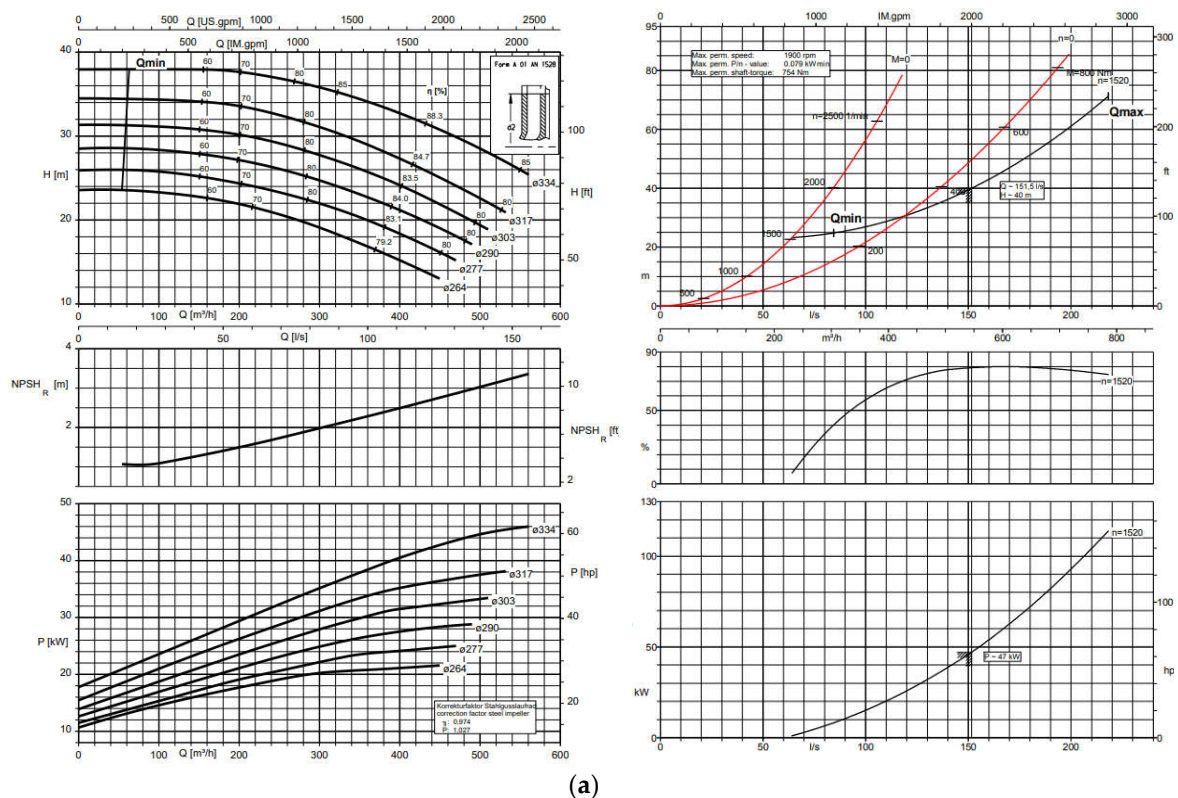 0 500 1000 1500 2000 2500
Q [US.gpm]
0 500 1000 1500 2000
Q [IM.gpm]
40
30
H [m]
20
10
Qmin
η [%]
Form A 01 AN 1528
d2
60 70 80 85 88.3 85
60 70 80 84.7 80
60 70 80 83.5 80
60 70 80 84.0 80
60 70 80 83.1 80
60 70 79.2
ø334
ø317
ø303
ø290
ø277
ø264
100
H [ft]
50
0 100 200 300 400 500 600
Q [m³/h]
0 50 100 150
Q [l/s]
4
NPSH R [m]
2
10
NPSH R [ft]
2
50
40
30
P [kW]
20
10
ø334
ø317
ø303
ø290
ø277
ø264
60
P [hp]
40
20
Korrekturfaktor Stahlgusslaufrad
correction factor steel impeller
η: 0,974
P: 1,027
0 100 200 300 400 500 600
Q [m³/h]
0 1000 2000 3000
IM.gpm
95
80
60
40
20
m
0
Max. perm. speed: 1900 rpm
Max. perm. P/n - value: 0.079 kW min
Max. perm. shaft-torque: 754 Nm
M=0
n=0
M=800 Nm
n=1520
Qmax
n=2500 1/min
600
2000
400
Q ~ 151,5 l/s
H ~ 40 m
Qmin
1500
200
1000
500
300
200
ft
100
0
0 50 100 150 200
l/s
0 200 400 600 800
m³/h
90
50
%
0
n=1520
130
100
50
kW
0
n=1520
P ~ 47 kW
100
hp
0
0 50 100 150 200
l/s
(a)